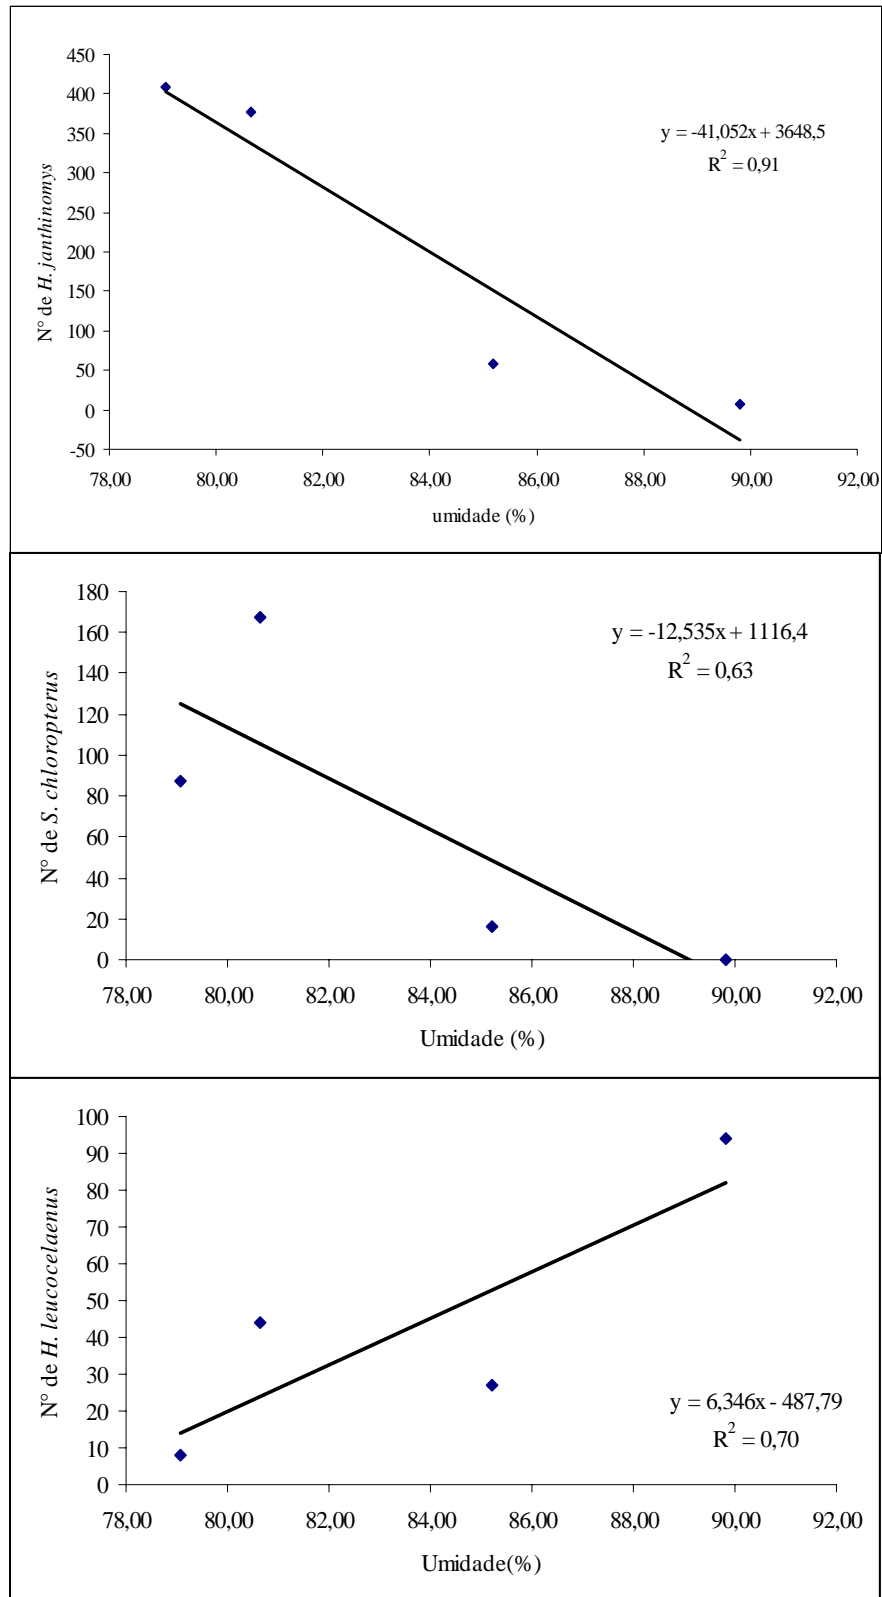 450
400
350
300
250
200
150
100
50
0
-50
N° de H. janthinomys
y = -41,052x + 3648,5
R² = 0,91
78,00 80,00 82,00 84,00 86,00 88,00 90,00 92,00
umidade (%)
180
160
140
120
100
80
60
40
20
0
N° de S. chloropterus
y = -12,535x + 1116,4
R² = 0,63
78,00 80,00 82,00 84,00 86,00 88,00 90,00 92,00
Umidade (%)
100
90
80
70
60
50
40
30
20
10
0
N° de H. leucocelaenus
y = 6,346x - 487,79
R² = 0,70
78,00 80,00 82,00 84,00 86,00 88,00 90,00 92,00
Umidade(%)